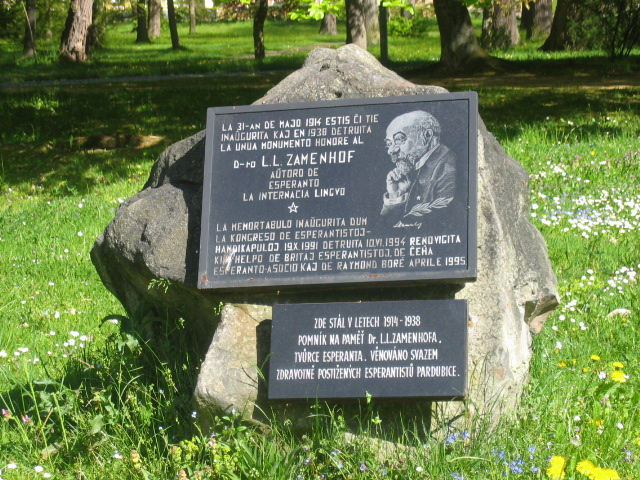 LA 31-AN DE MAJO 1914 ESTIS ĈI TIE
INAŬGURITA KAJ EN 1938 DETRUITA
LA UNUA MONUMENTO HONORE AL
D-ro L.L. ZAMENHOF
AŬTORO DE
ESPERANTO
LA INTERNACIA LINGVO
LA MEMORTABULO INAŬGURITA DUM
LA KONGRESO DE ESPERANTISTOJ-
HANDIKAPULOJ 19.X.1991 DETRUITA 10.VI.1994 RENOVIGITA
KUN HELPO DE BRITAJ ESPERANTISTOJ, DE ĈEĤA
ESPERANTO-ASOCIO KAJ DE RAYMOND BORÉ APRILE 1995
ZDE STÁL V LETECH 1914-1938
POMNÍK NA PAMĚŤ Dr. L.L.ZAMENHOFA,
TVŮRCE ESPERANTA. VĚNOVÁNO SVAZEM
ZDRAVOTNĚ POSTIŽENÝCH ESPERANTISTŮ PARDUBICE.